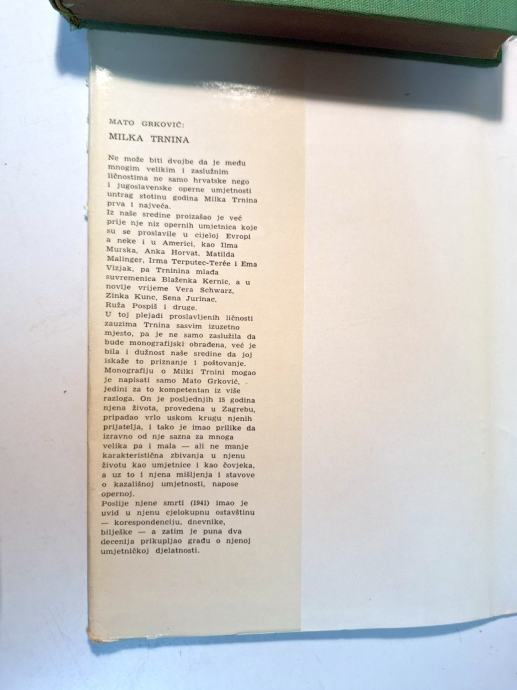 MATO GRKOVIĆ:
MILKA TRNINA
Ne može biti dvojbe da je među
mnogim velikim i zaslužnim
ličnostima ne samo hrvatske nego
i jugoslavenske operne umjetnosti
untrag stotinu godina Milka Trnina
prva i najveća.
Iz naše sredine proizašao je već
prije nje niz opernih umjetnica koje
su se proslavile u cijeloj Evropi
a neke i u Americi, kao Ilma
Murska, Anka Horvat, Matilda
Malinger, Irma Terputec-Terée i Ema
Vizjak, pa Trninina mlađa
suvremenica Blaženka Kernic, a u
novije vrijeme Vera Schwarz,
Zinka Kunc, Sena Jurinac,
Ruža Pospiš i druge.
U toj plejadi proslavljenih ličnosti
zauzima Trnina sasvim izuzetno
mjesto, pa je ne samo zaslužila da
bude monografijski obrađena, već je
bila i dužnost naše sredine da joj
iskaže to priznanje i poštovanje.
Monografiju o Milki Trnini mogao
je napisati samo Mato Grković,
jedini za to kompetentan iz više
razloga. On je posljednjih 15 godina
njena života, provedena u Zagrebu,
pripadao vrlo uskom krugu njenih
prijatelja, i tako je imao prilike da
izravno od nje sazna za mnoga
velika pa i mala — ali ne manje
karakteristična zbivanja u njenu
životu kao umjetnice i kao čovjeka,
a uz to i njena mišljenja i stavove
o kazališnoj umjetnosti, napose
opernoj.
Poslije njene smrti (1941) imao je
uvid u njenu cjelokupnu ostavštinu
— korespondenciju, dnevnike,
bilješke — a zatim je puna dva
decenija prikupljao građu o njenoj
umjetničkoj djelatnosti.